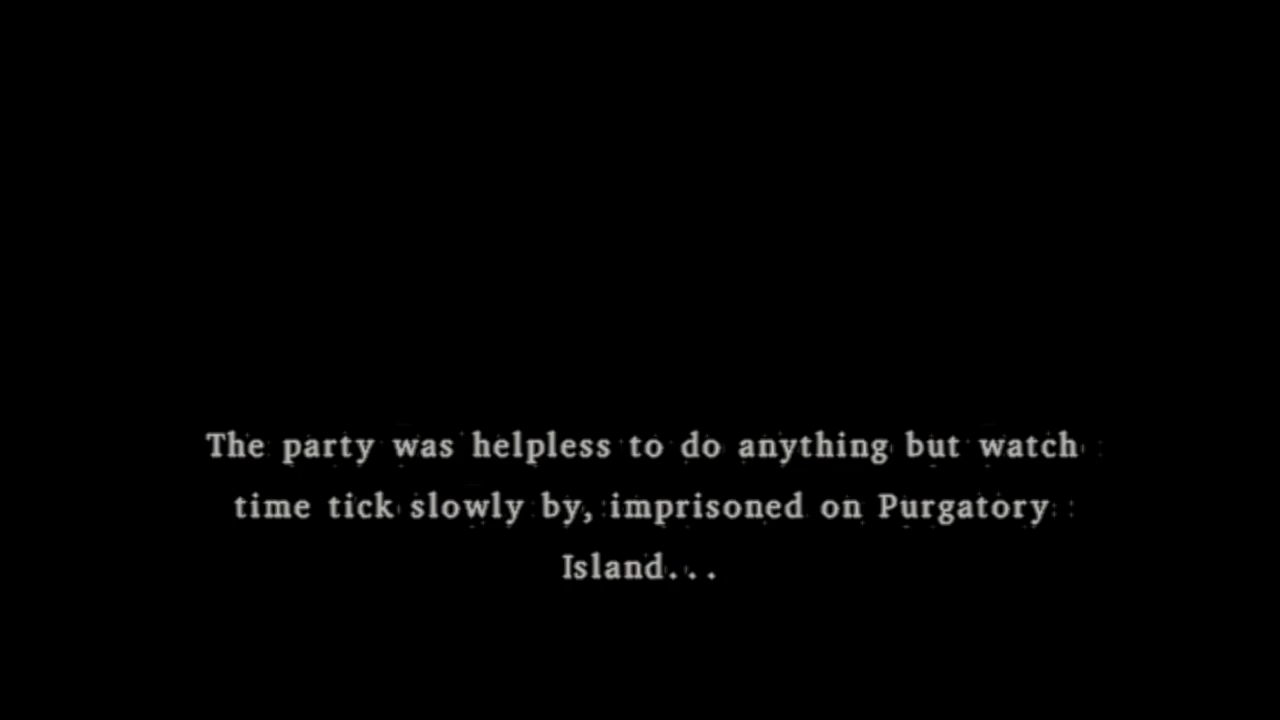 The party was helpless to do anything but watch
time tick slowly by, imprisoned on Purgatory
Island...